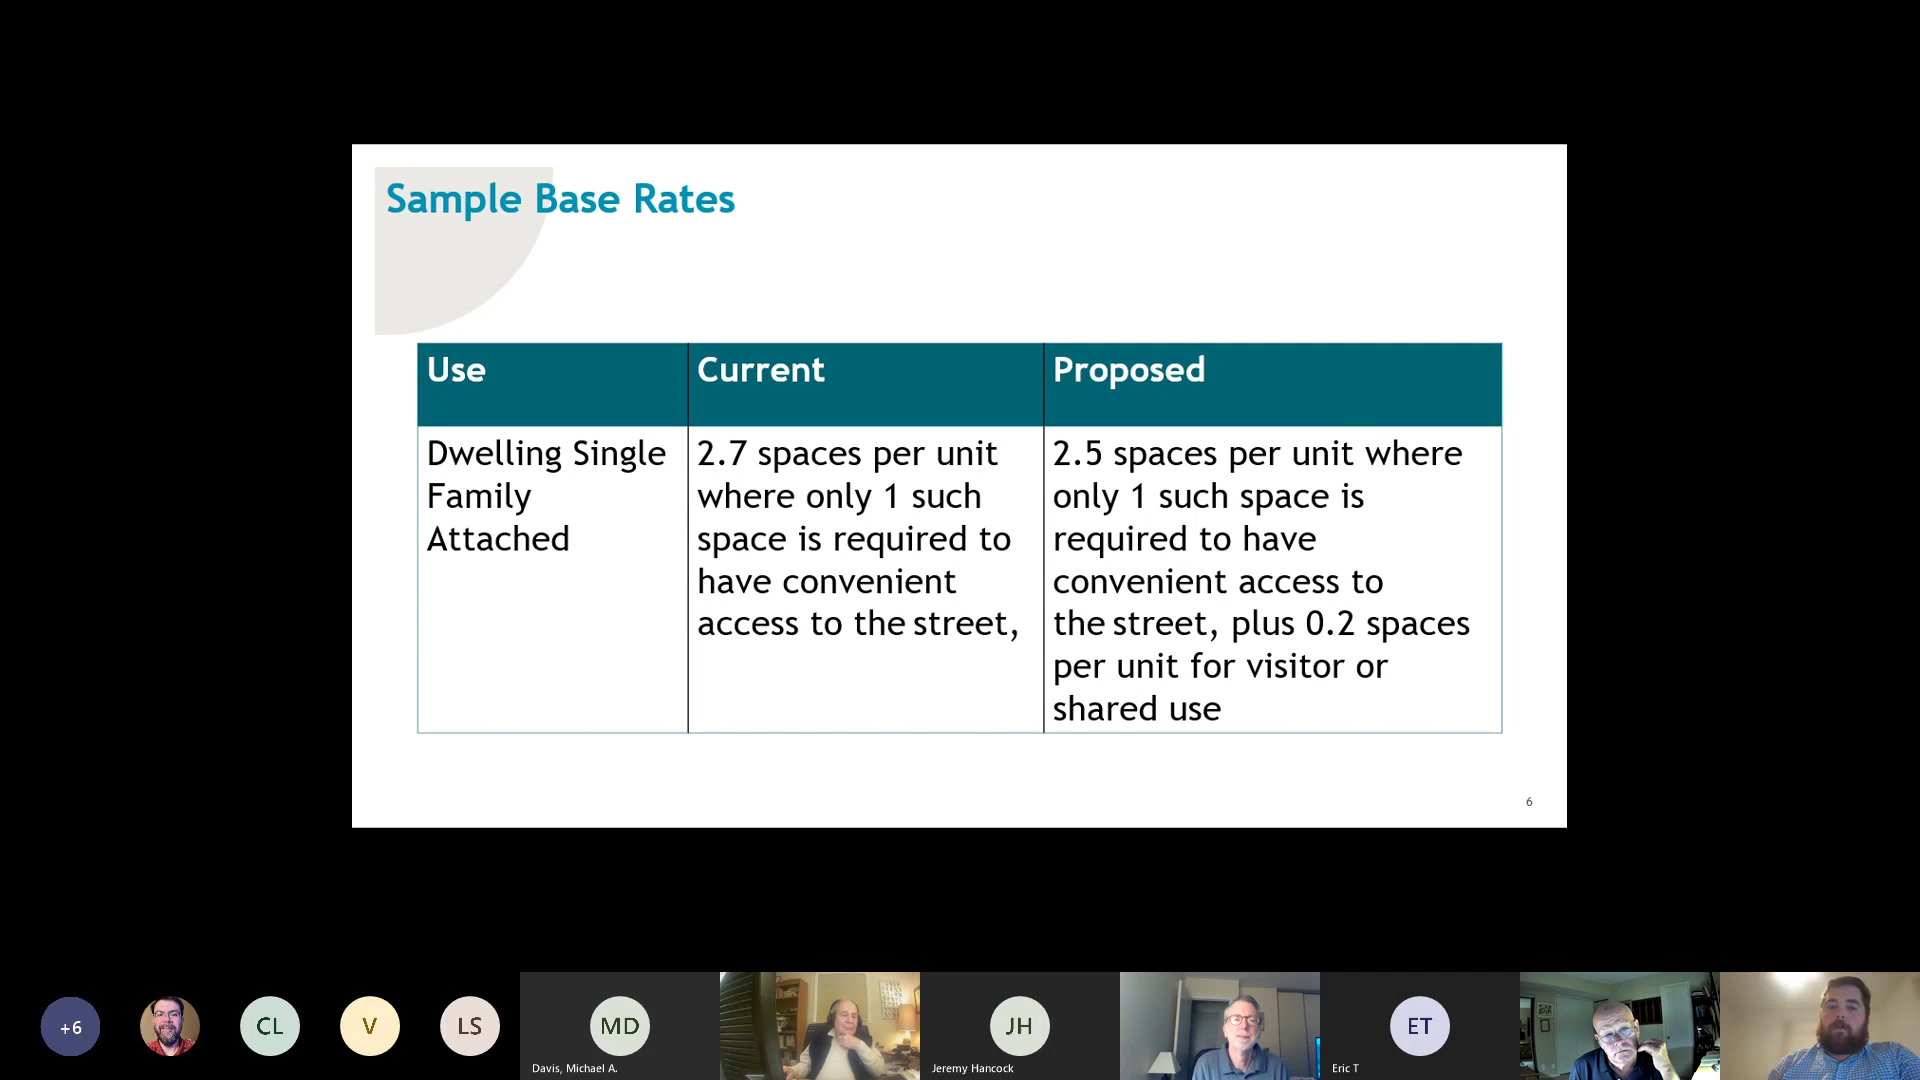 Sample Base Rates
Use
Current
Proposed
Dwelling Single
Family
Attached
2.7 spaces per unit
where only 1 such
space is required to
have convenient
access to the street,
2.5 spaces per unit where
only 1 such space is
required to have
convenient access to
the street, plus 0.2 spaces
per unit for visitor or
shared use
6
+6
CL
V
LS
MD
Davis, Michael A.
JH
Jeremy Hancock
ET
Eric T